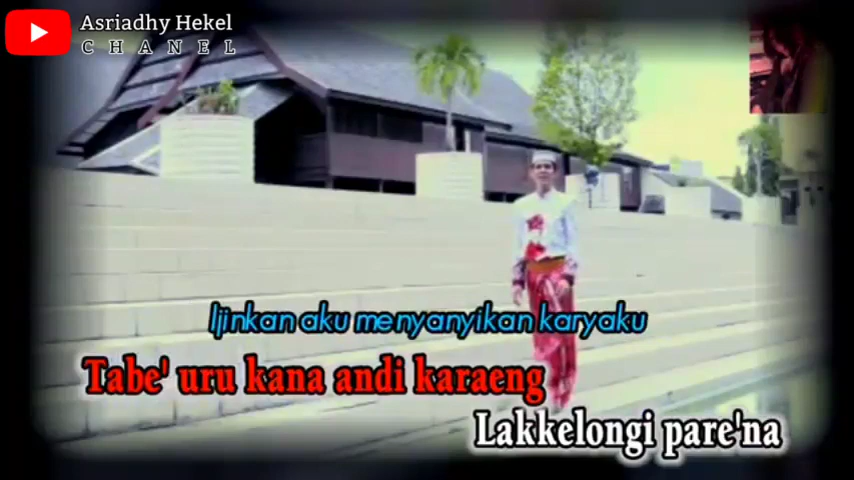 Asriadhy Hekel
CHANEL
Ijinkan aku menyanyikan karyaku
Tabe' uru kana andi karaeng
Lakkelongi pare'na